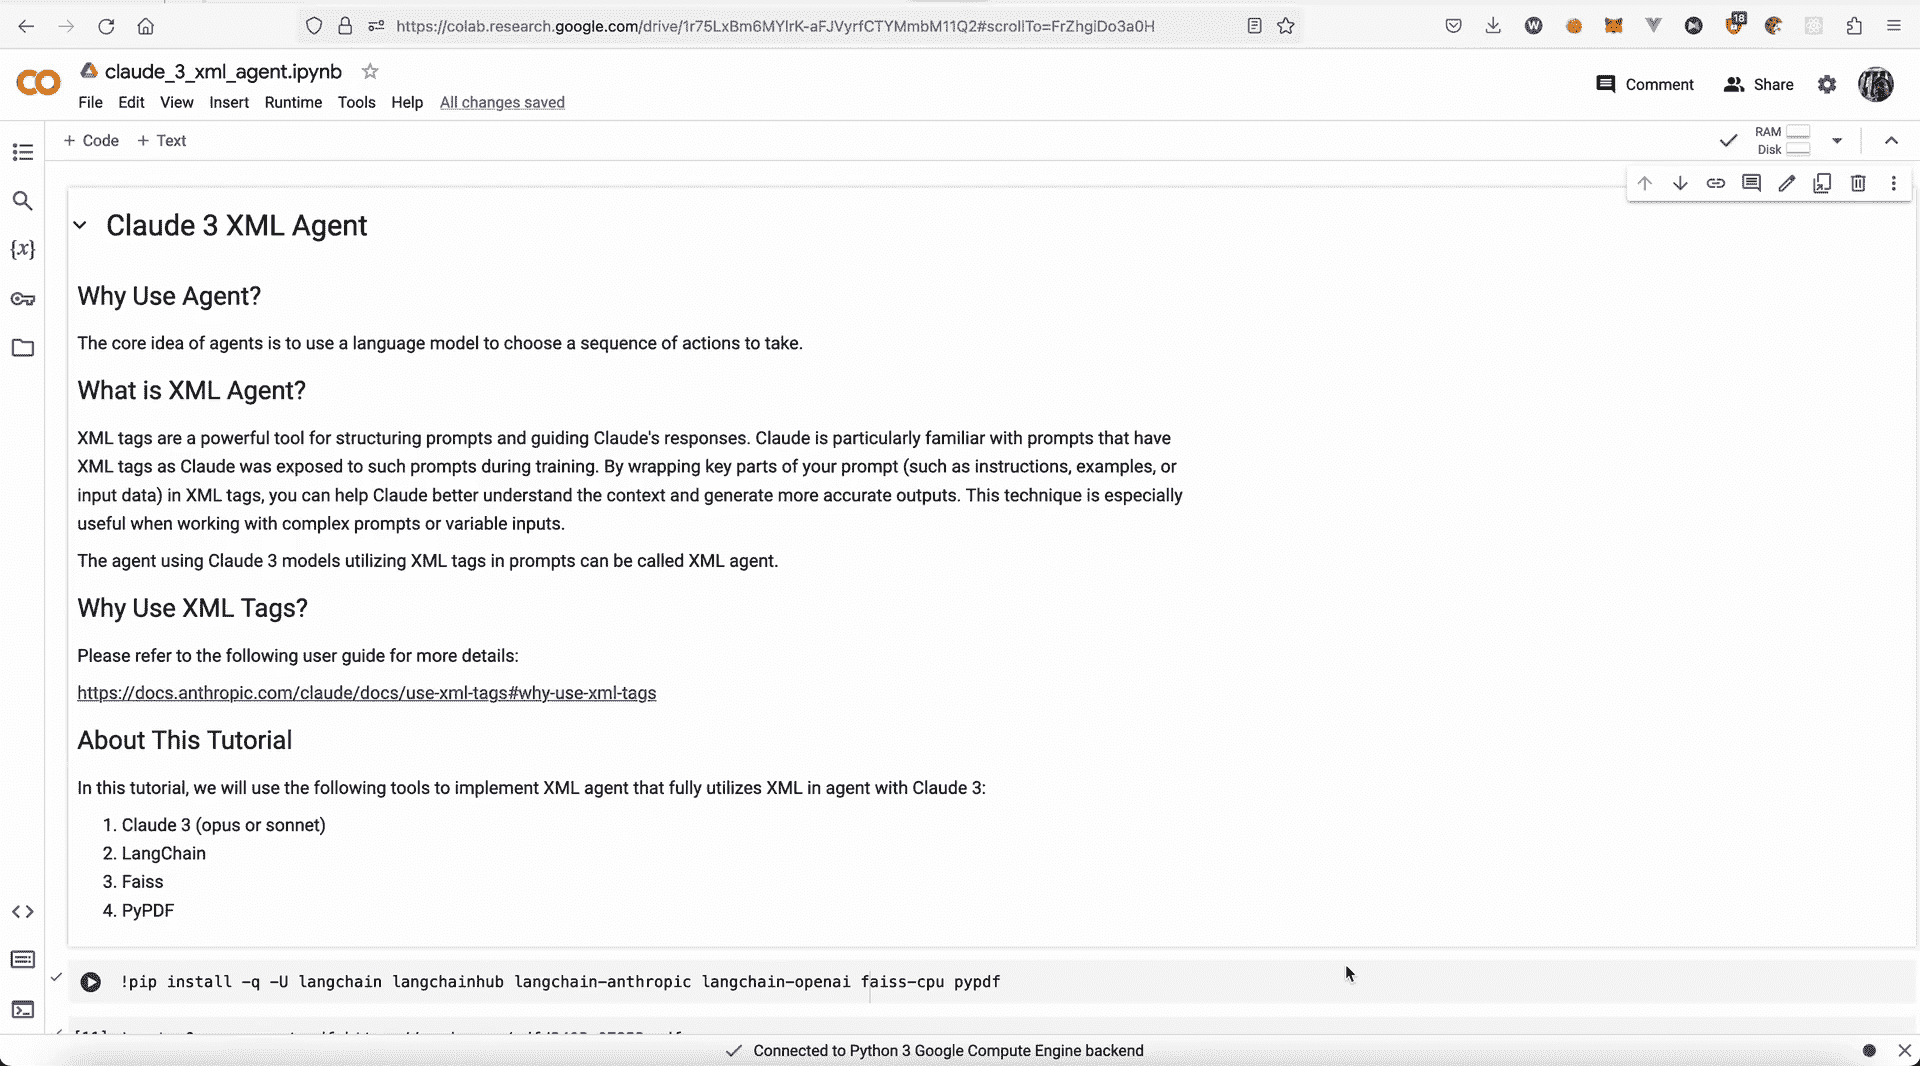 https://colab.research.google.com/drive/1r75LxBm6MYIrK-aFJVyrfCTYMmbM11Q2#scrollTo=FrZhgiDo3a0H
18
claude_3_xml_agent.ipynb
File Edit View Insert Runtime Tools Help All changes saved
Comment Share
+ Code + Text
RAM
Disk
Claude 3 XML Agent
Why Use Agent?
The core idea of agents is to use a language model to choose a sequence of actions to take.
What is XML Agent?
XML tags are a powerful tool for structuring prompts and guiding Claude's responses. Claude is particularly familiar with prompts that have
XML tags as Claude was exposed to such prompts during training. By wrapping key parts of your prompt (such as instructions, examples, or
input data) in XML tags, you can help Claude better understand the context and generate more accurate outputs. This technique is especially
useful when working with complex prompts or variable inputs.
The agent using Claude 3 models utilizing XML tags in prompts can be called XML agent.
Why Use XML Tags?
Please refer to the following user guide for more details:
https://docs.anthropic.com/claude/docs/use-xml-tags#why-use-xml-tags
About This Tutorial
In this tutorial, we will use the following tools to implement XML agent that fully utilizes XML in agent with Claude 3:
1. Claude 3 (opus or sonnet)
2. LangChain
3. Faiss
4. PyPDF
!pip install -q -U langchain langchainhub langchain-anthropic langchain-openai faiss-cpu pypdf
Connected to Python 3 Google Compute Engine backend